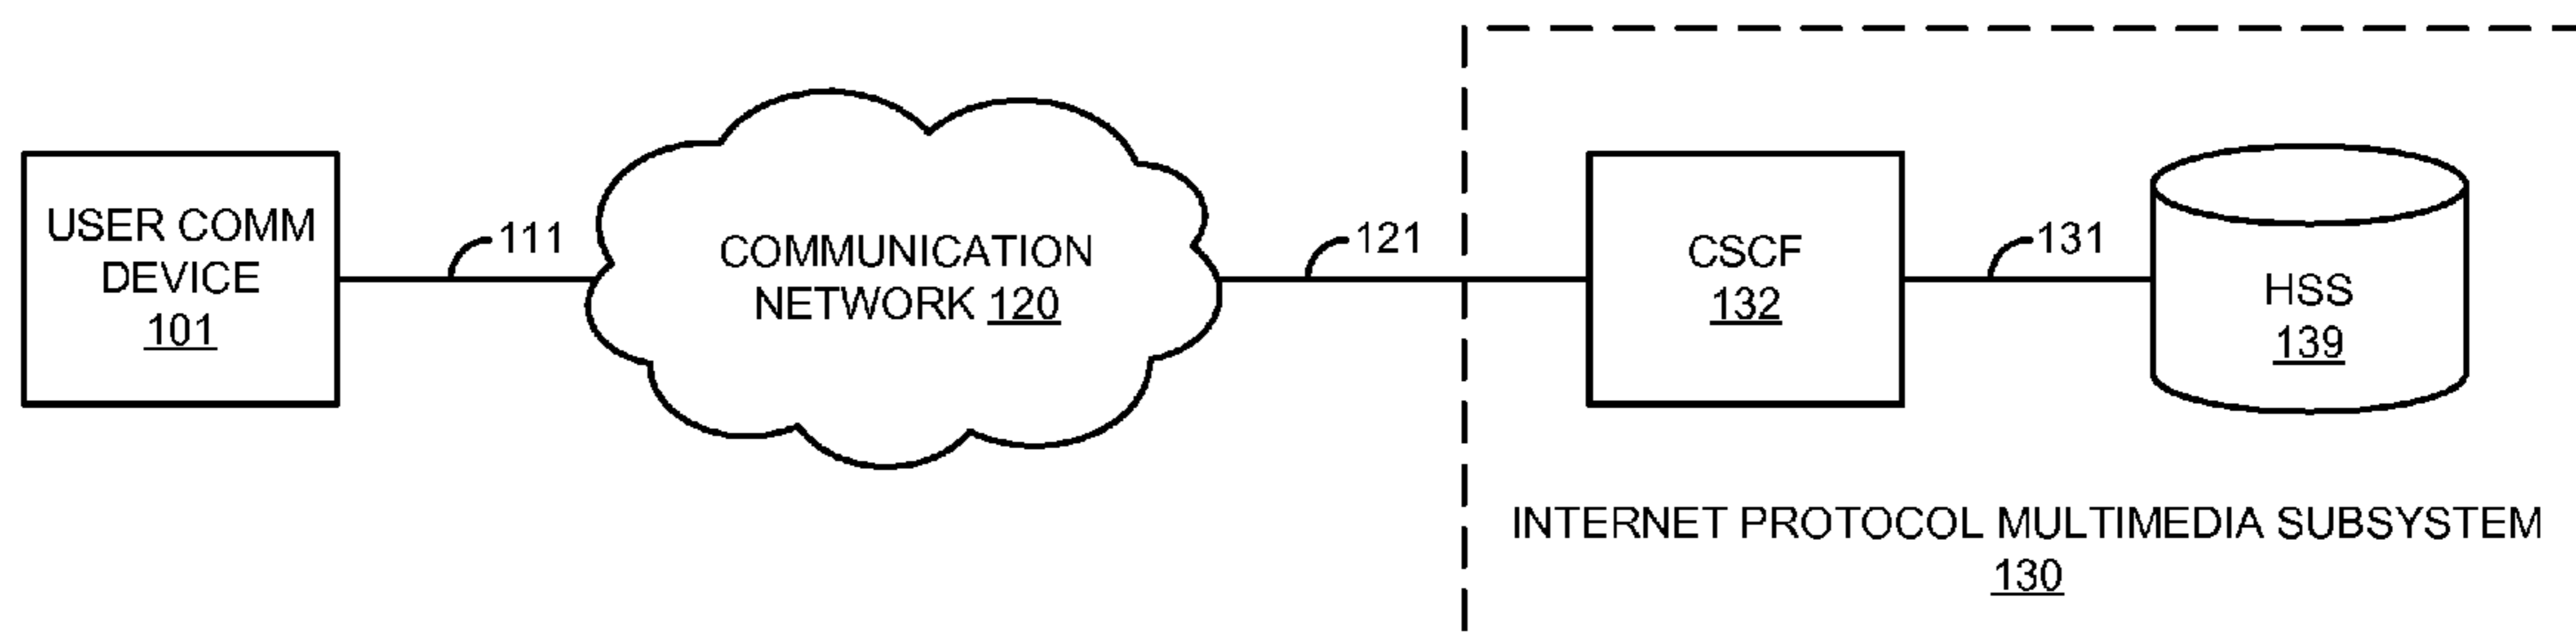 USER COMM
DEVICE
101
111
COMMUNICATION
NETWORK 120
121
CSCF
132
131
HSS
139
INTERNET PROTOCOL MULTIMEDIA SUBSYSTEM
130